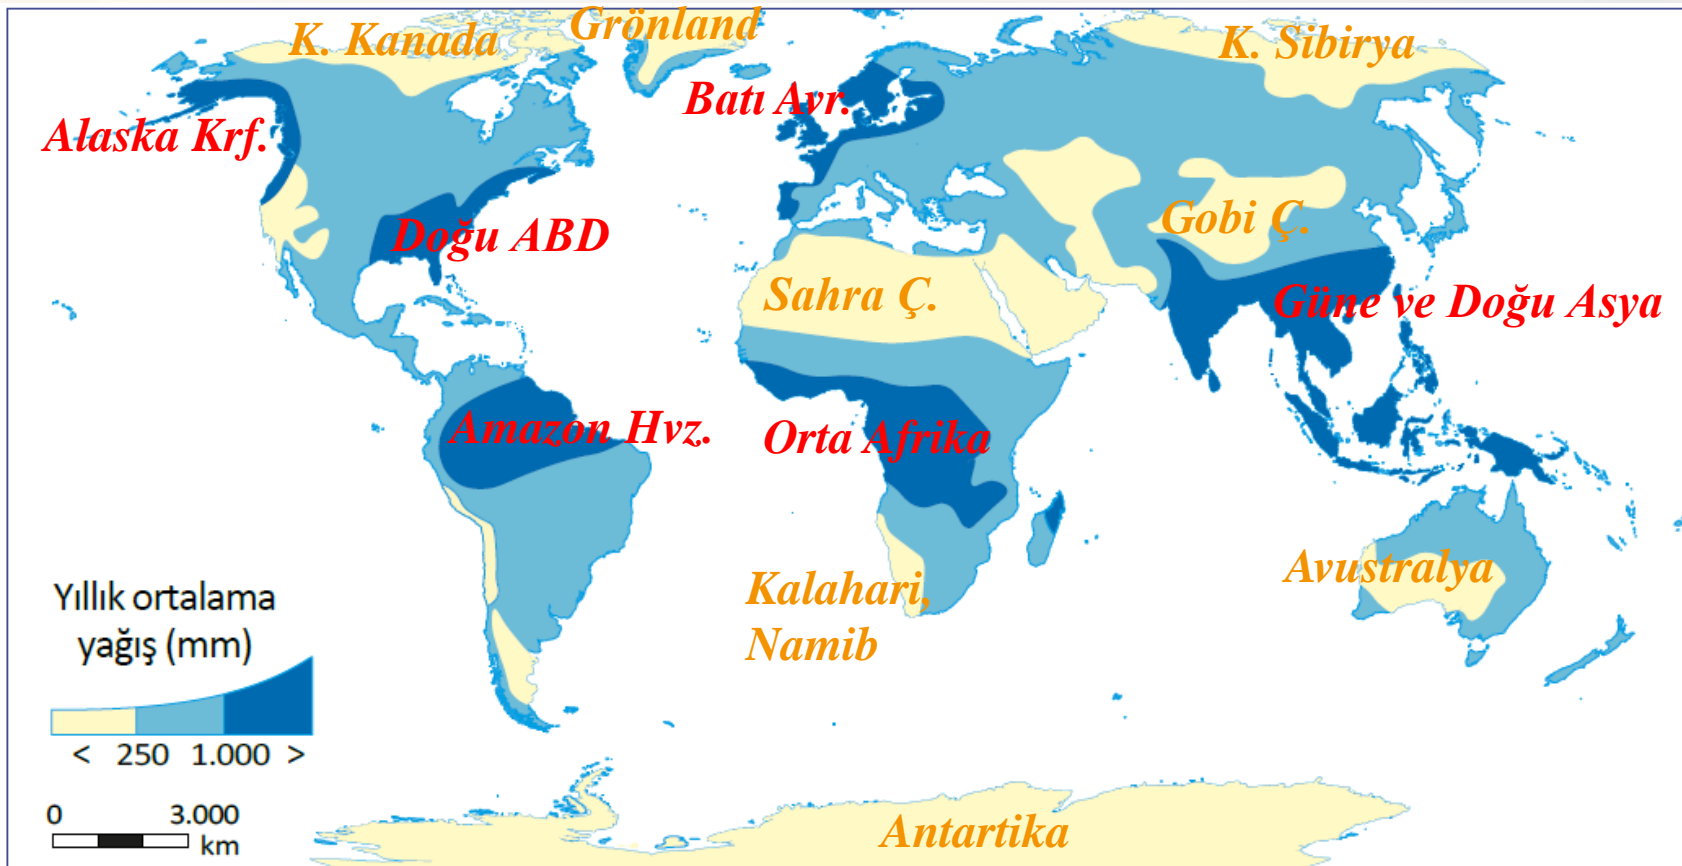 Grönland
K. Kanada
K. Sibirya
Batı Avr.
Alaska Krf.
Doğu ABD
Gobi Ç.
Sahra Ç.
Güne ve Doğu Asya
Amazon Hvz.
Orta Afrika
Avustralya
Kalahari,
Namib
Yıllık ortalama
yağış (mm)
< 250 1.000 >
0 3.000
km
Antartika